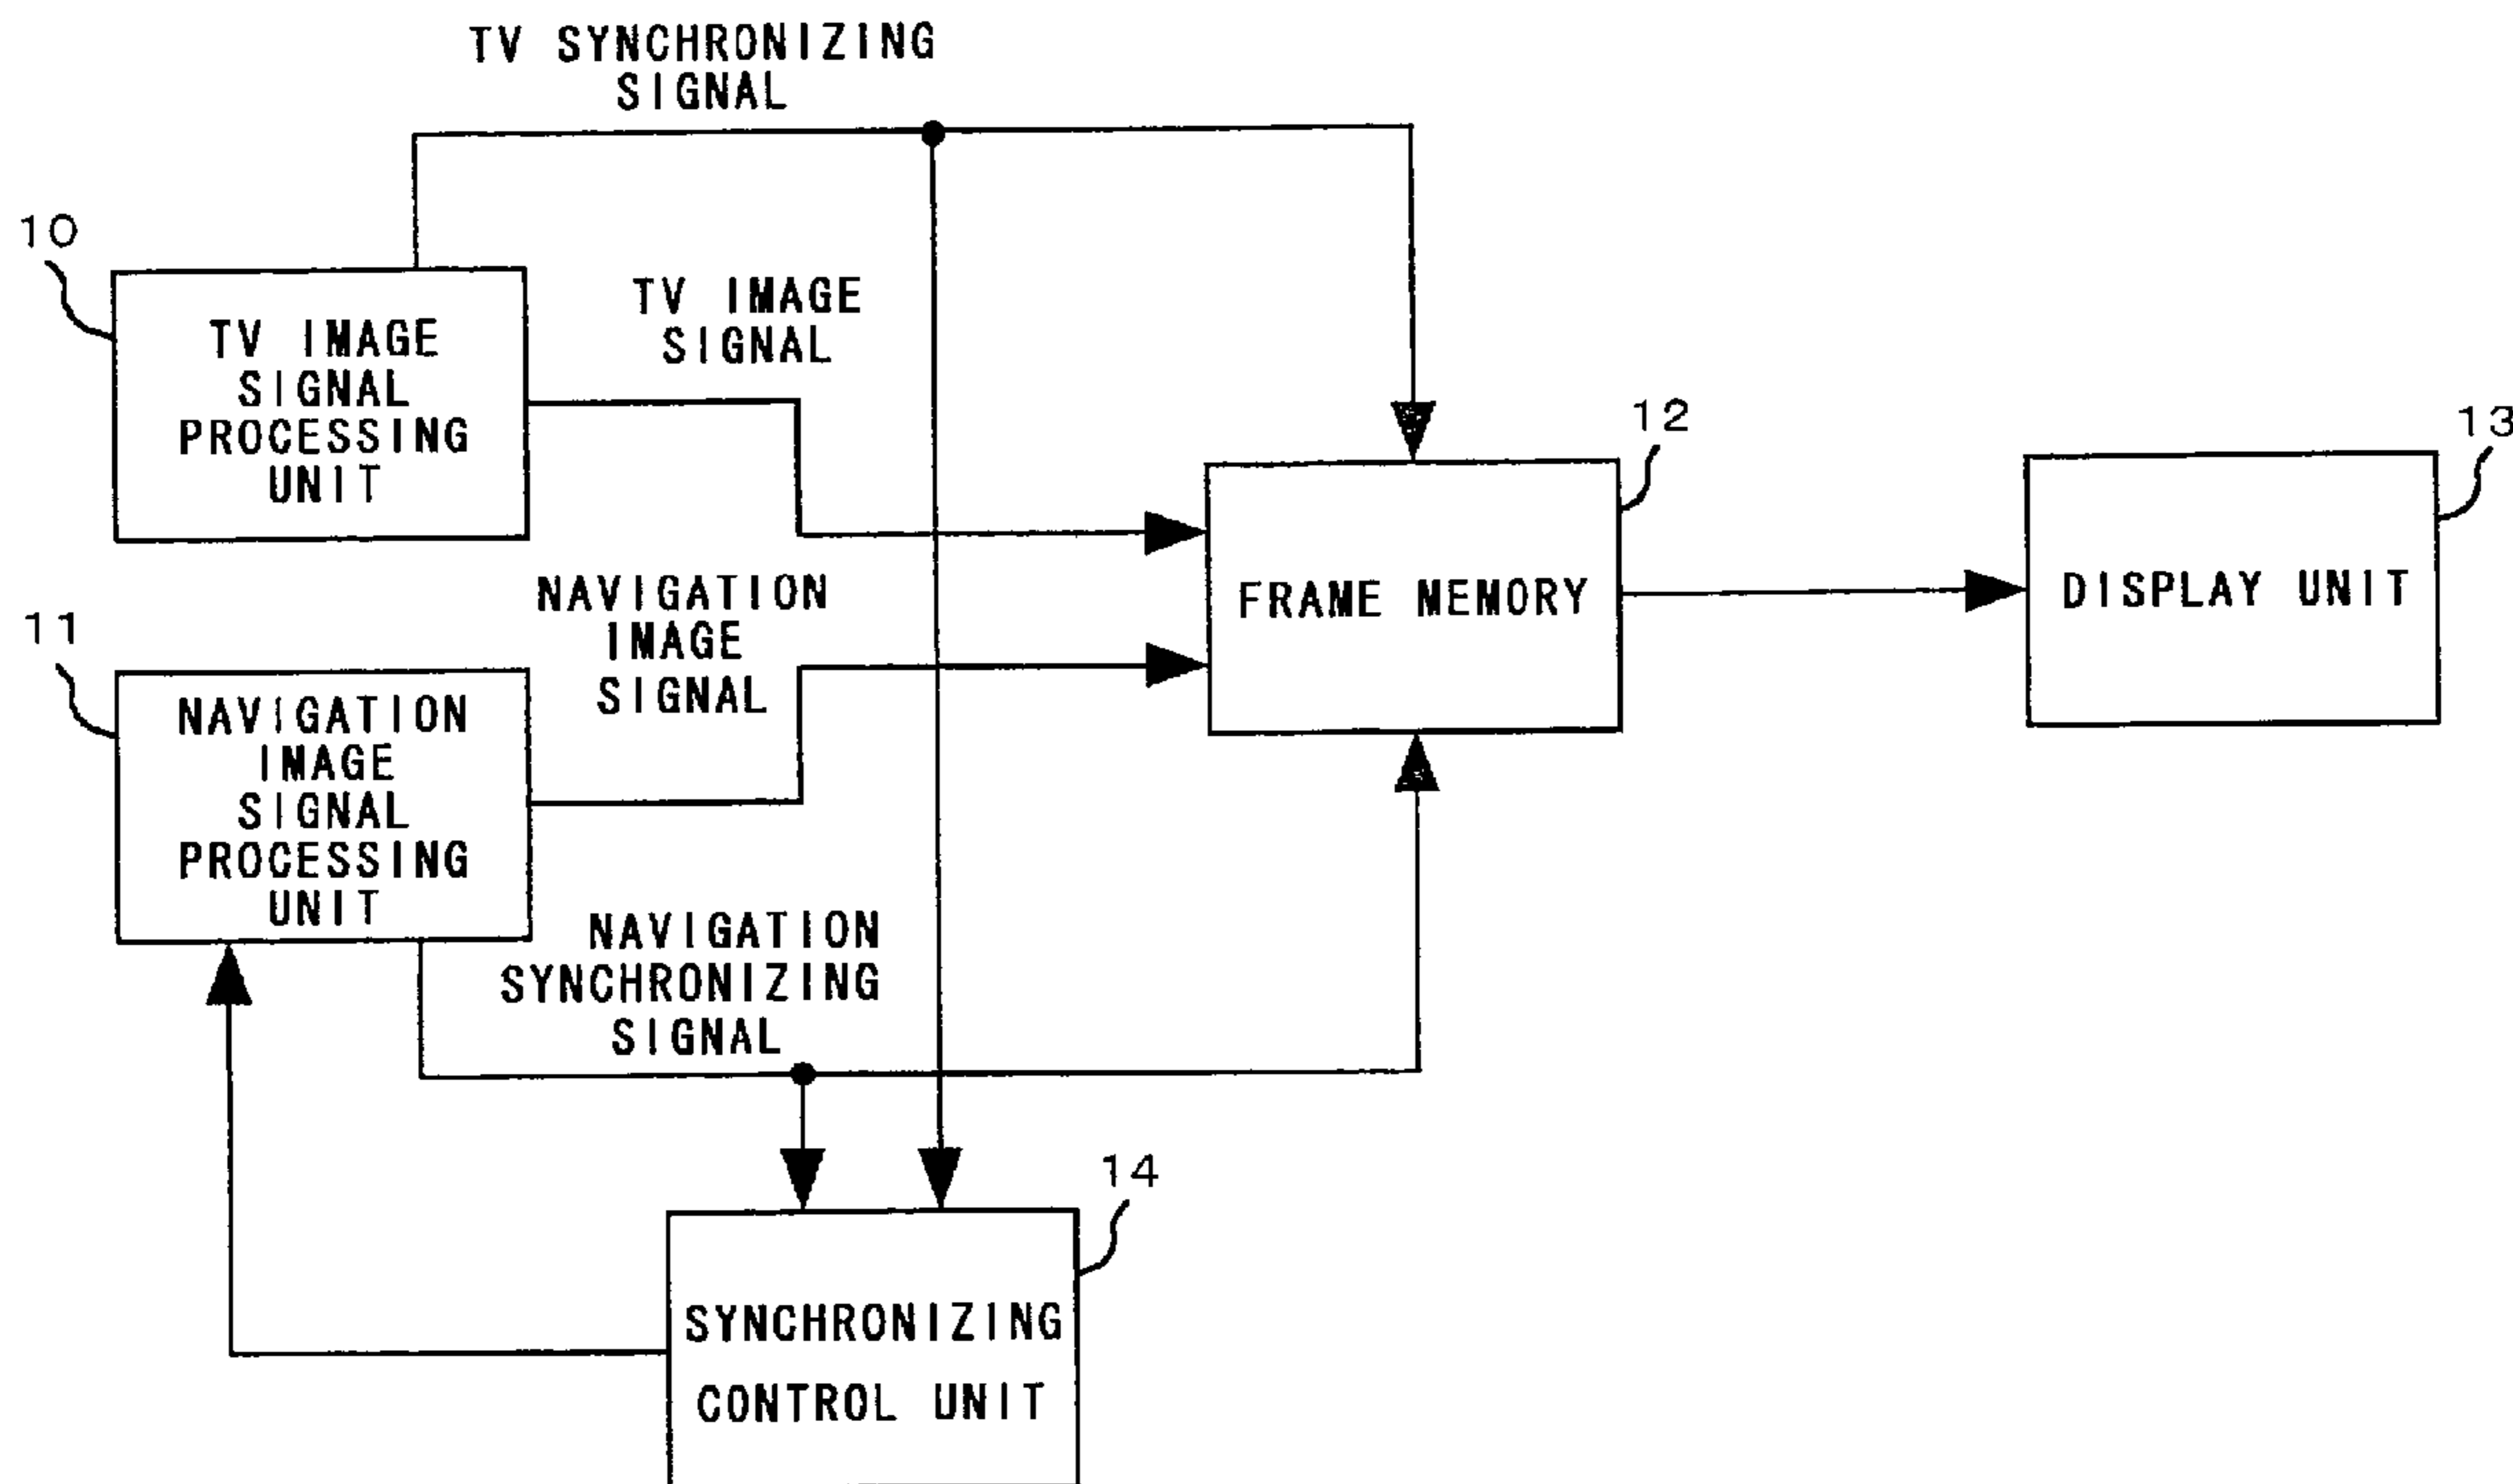 TV SYNCHRONIZING
SIGNAL
10
TV IMAGE
SIGNAL
PROCESSING
UNIT
TV IMAGE
SIGNAL
12
13
FRAME MEMORY
DISPLAY UNIT
11
NAVIGATION
IMAGE
SIGNAL
NAVIGATION
IMAGE
SIGNAL
PROCESSING
UNIT
NAVIGATION
SYNCHRONIZING
SIGNAL
14
SYNCHRONIZING
CONTROL UNIT